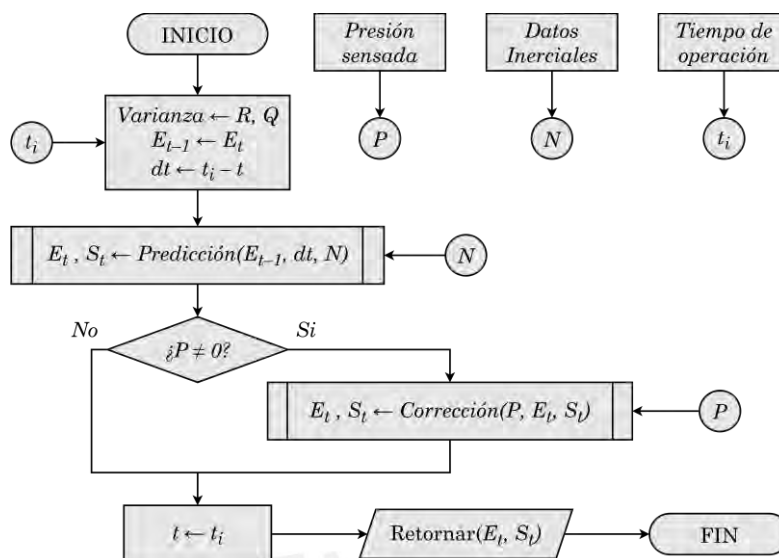 INICIO
Presión
sensada
Datos
Inerciales
Tiempo de
operación
P
N
t_i
t_i
Varianza ← R, Q
E_{t-1} ← E_t
dt ← t_i – t
E_t , S_t ← Predicción(E_{t–1}, dt, N)
N
No
Si
¿P ≠ 0?
E_t , S_t ← Corrección(P, E_t, S_t)
P
t ← t_i
Retornar(E_t, S_t)
FIN